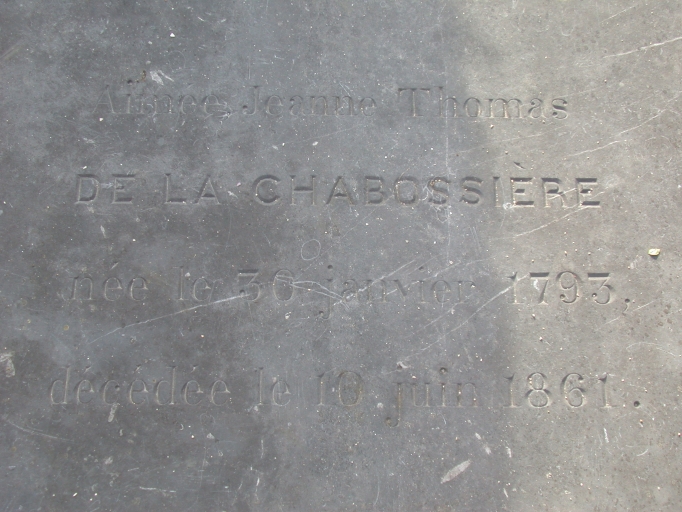 Aimée Jeanne Thomas
DE LA CHABOSSIÈRE
née le 30 janvier 1793,
décédée le 10 juin 1861.